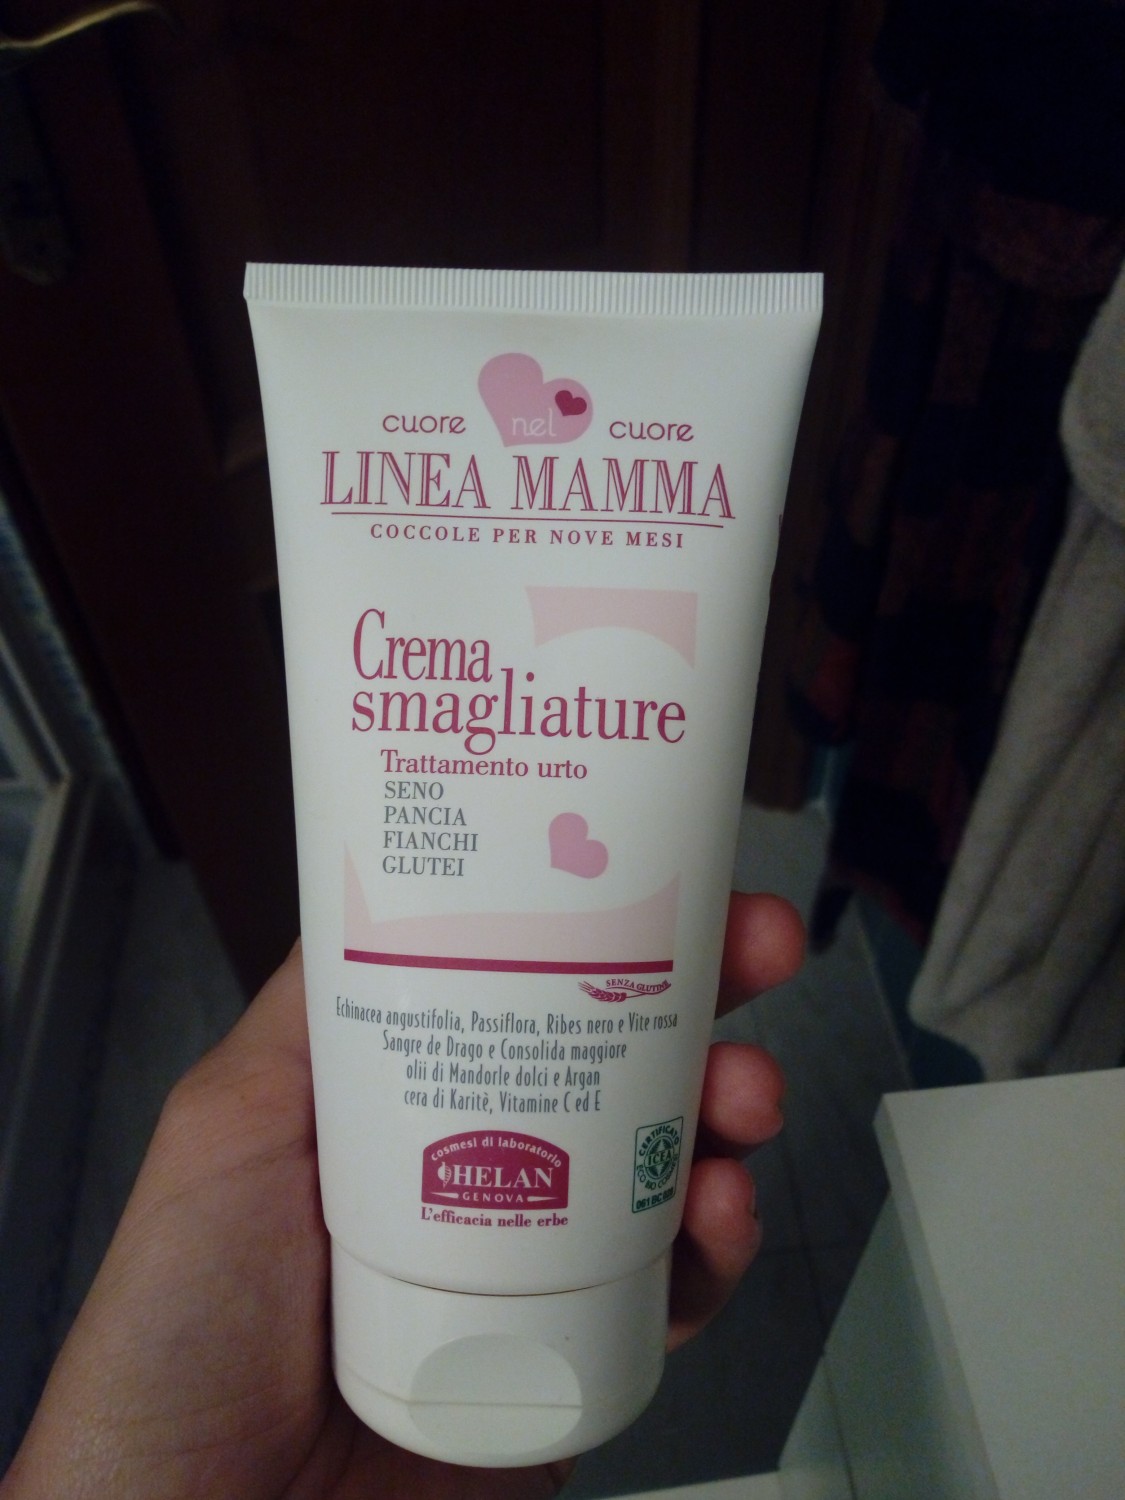 cuore nel cuore
LINEA MAMMA
COCCOLE PER NOVE MESI
Crema
smagliature
Trattamento urto
SENO
PANCIA
FIANCHI
GLUTEI
SENZA GLUTINE
Echinacea angustifolia, Passiflora, Ribes nero e Vite rossa
Sangre de Drago e Consolida maggiore
olii di Mandorle dolci e Argan
cera di Karitè, Vitamine C ed E
cosmesi di laboratorio
HELAN
GENOVA
L'efficacia nelle erbe
CERTIFICATO
ICEA
ECO BIO